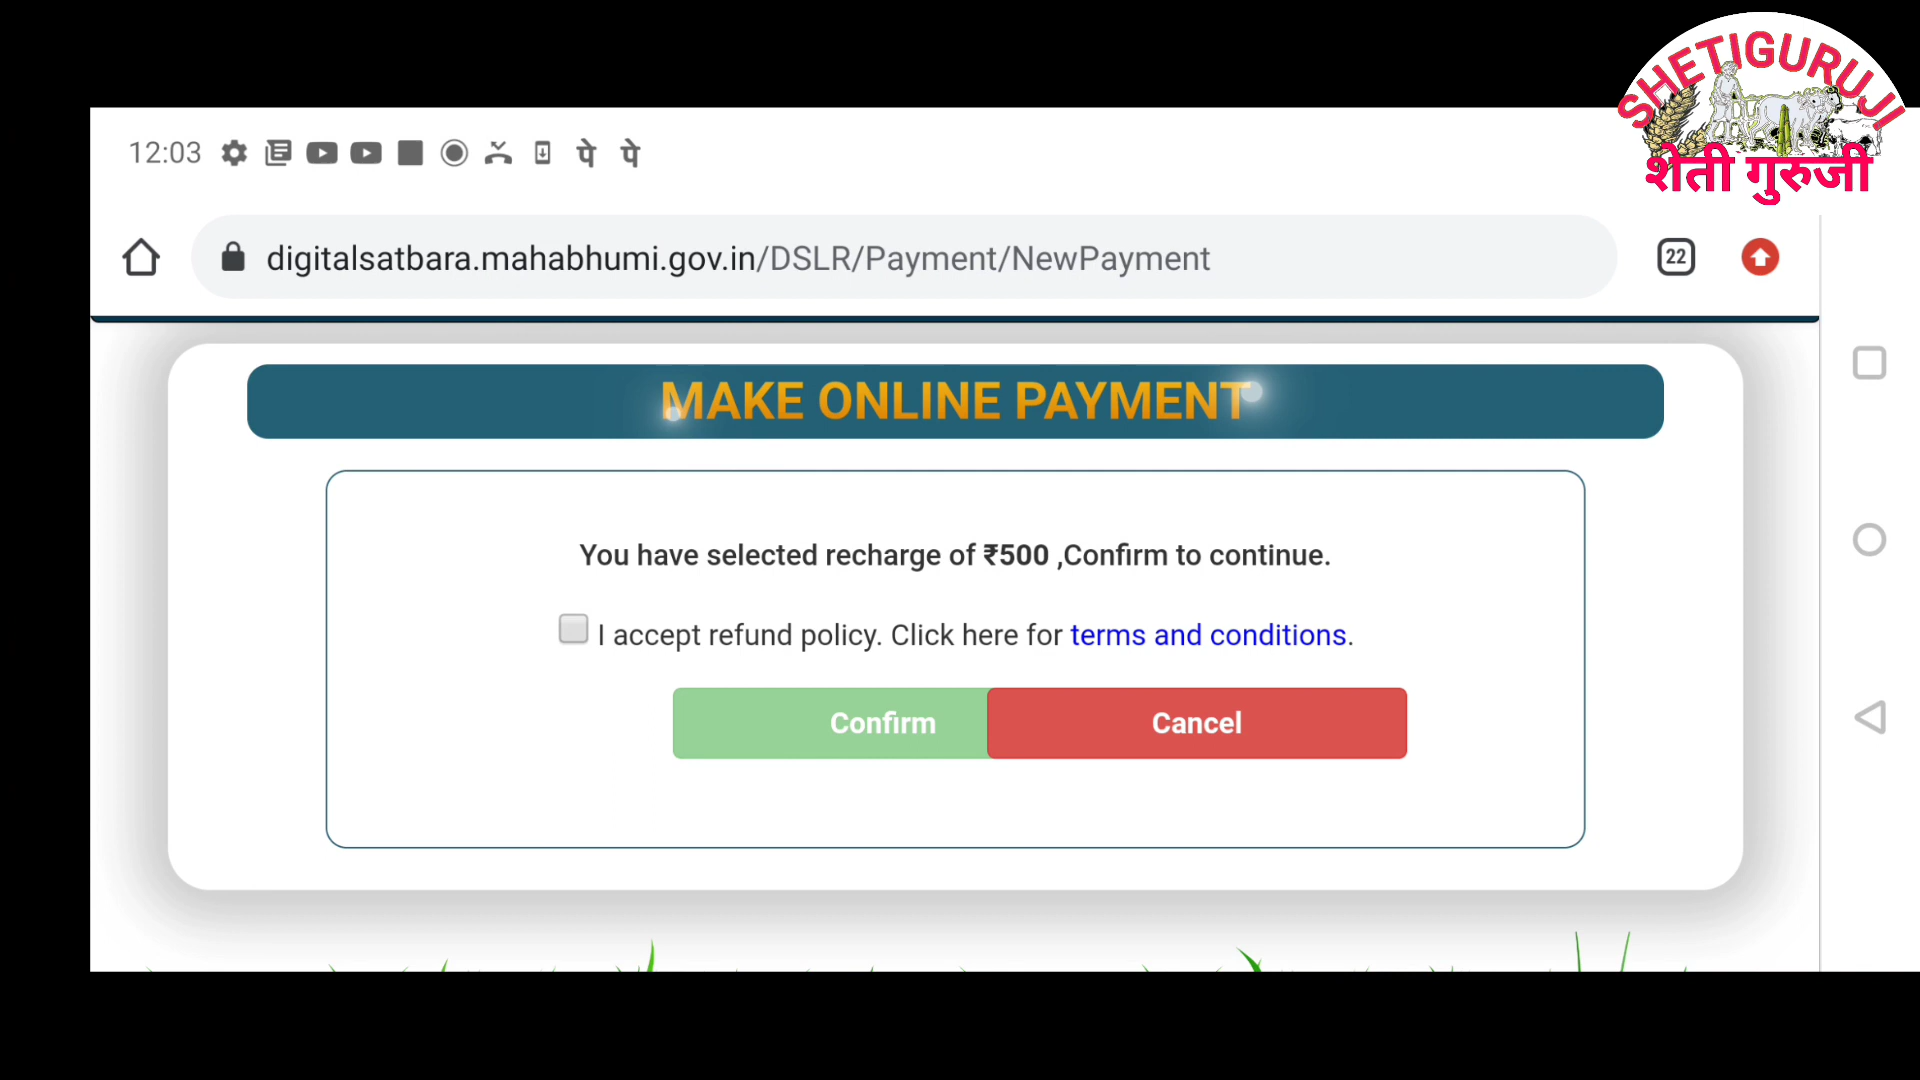 SHETIGURUJI
शेती गुरुजी
12:03 पे पे
digitalsatbara.mahabhumi.gov.in/DSLR/Payment/NewPayment 22
MAKE ONLINE PAYMENT
You have selected recharge of ₹500 ,Confirm to continue.
I accept refund policy. Click here for terms and conditions.
Confirm Cancel